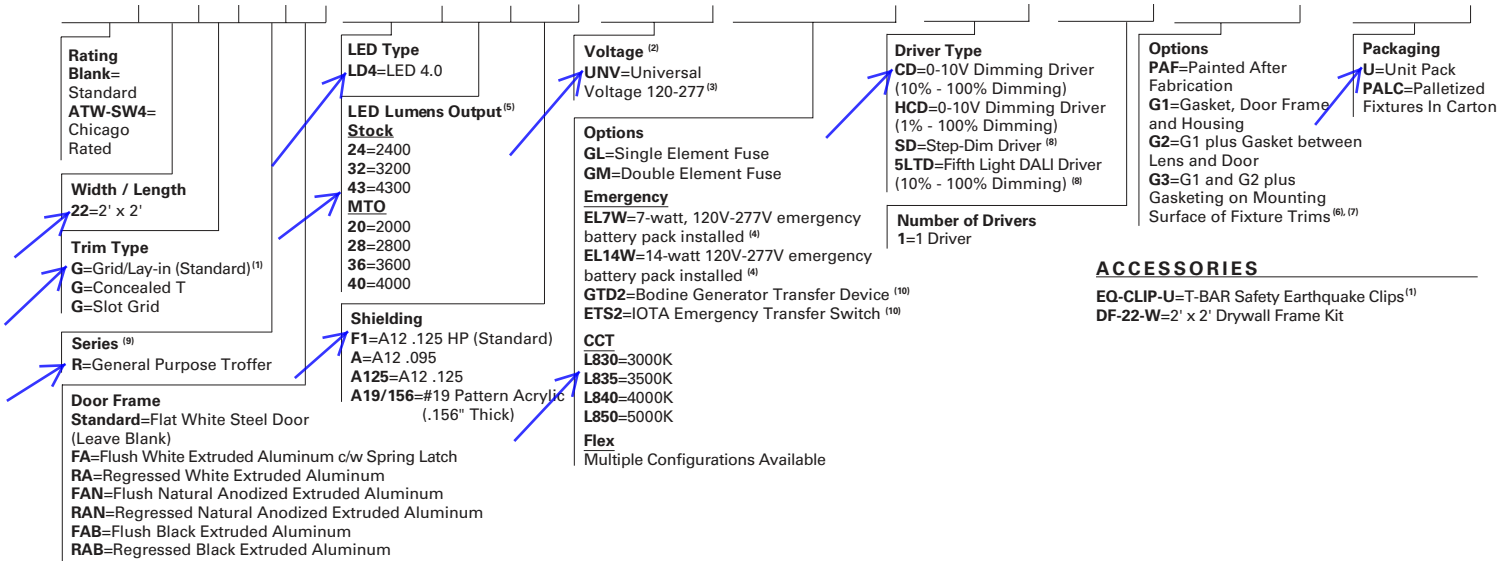 Rating
Blank=
Standard
ATW-SW4=
Chicago
Rated
Width / Length
22=2' x 2'
Trim Type
G=Grid/Lay-in (Standard)(1)
G=Concealed T
G=Slot Grid
Series (9)
R=General Purpose Troffer
Door Frame
Standard=Flat White Steel Door
(Leave Blank)
FA=Flush White Extruded Aluminum c/w Spring Latch
RA=Regressed White Extruded Aluminum
FAN=Flush Natural Anodized Extruded Aluminum
RAN=Regressed Natural Anodized Extruded Aluminum
FAB=Flush Black Extruded Aluminum
RAB=Regressed Black Extruded Aluminum
LED Type
LD4=LED 4.0
LED Lumens Output(5)
Stock
24=2400
32=3200
43=4300
MTO
20=2000
28=2800
36=3600
40=4000
Shielding
F1=A12 .125 HP (Standard)
A=A12 .095
A125=A12 .125
A19/156=#19 Pattern Acrylic
(.156" Thick)
Voltage (2)
UNV=Universal
Voltage 120-277(3)
Options
GL=Single Element Fuse
GM=Double Element Fuse
Emergency
EL7W=7-watt, 120V-277V emergency
battery pack installed (4)
EL14W=14-watt 120V-277V emergency
battery pack installed (4)
GTD2=Bodine Generator Transfer Device (10)
ETS2=IOTA Emergency Transfer Switch (10)
CCT
L830=3000K
L835=3500K
L840=4000K
L850=5000K
Flex
Multiple Configurations Available
Driver Type
CD=0-10V Dimming Driver
(10% - 100% Dimming)
HCD=0-10V Dimming Driver
(1% - 100% Dimming)
SD=Step-Dim Driver (8)
5LTD=Fifth Light DALI Driver
(10% - 100% Dimming) (8)
Number of Drivers
1=1 Driver
Options
PAF=Painted After
Fabrication
G1=Gasket, Door Frame
and Housing
G2=G1 plus Gasket between
Lens and Door
G3=G1 and G2 plus
Gasketing on Mounting
Surface of Fixture Trims (6), (7)
Packaging
U=Unit Pack
PALC=Palletized
Fixtures In Carton
ACCESSORIES
EQ-CLIP-U=T-BAR Safety Earthquake Clips(1)
DF-22-W=2' x 2' Drywall Frame Kit